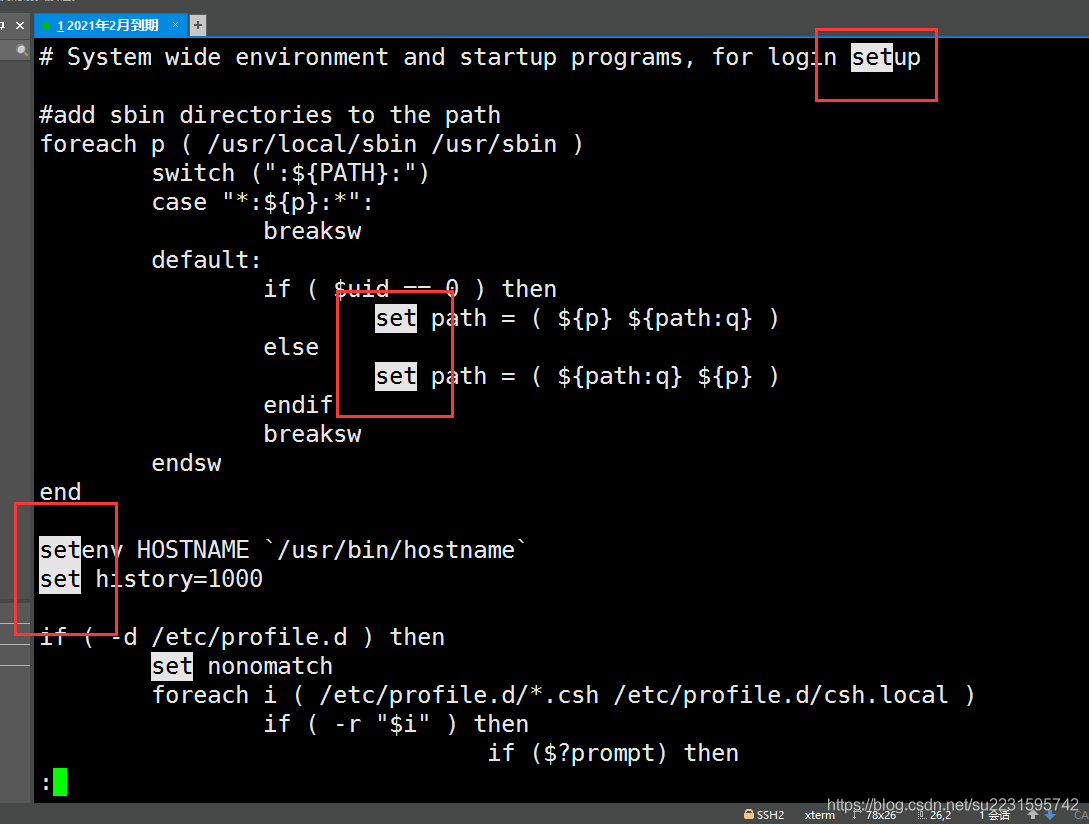 1 2021年2月到期 × +
# System wide environment and startup programs, for login setup
#add sbin directories to the path
foreach p ( /usr/local/sbin /usr/sbin )
switch (":${PATH}:")
case "*:${p}:*":
breaksw
default:
if ( $uid == 0 ) then
set path = ( ${p} ${path:q} )
else
set path = ( ${path:q} ${p} )
endif
breaksw
endsw
end
setenv HOSTNAME `/usr/bin/hostname`
set history=1000
if ( -d /etc/profile.d ) then
set nonomatch
foreach i ( /etc/profile.d/*.csh /etc/profile.d/csh.local )
if ( -r "$i" ) then
if ($?prompt) then
:
https://blog.csdn.net/su2231595742
SSH2 xterm 78x26 26,2 1 会话 CA